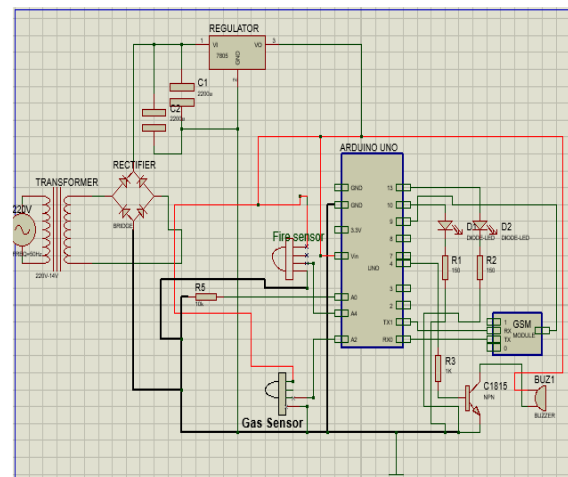 REGULATOR
1 VI VO 3
7805
GND
2
C1
2200u
C2
2200u
RECTIFIER
TRANSFORMER
220V
BRIDGE
220V-14V
ARDUINO UNO
GND
GND
3.3V
Vin
UNO
A0
A4
A2
13
10
9
8
7
4
3
2
TX1
RX0
Fire sensor
R5
10k
Gas Sensor
D1
DIODE-LED
D2
DIODE-LED
R1
150
R2
150
R3
1K
GSM
MODULE
1
RX
TX
0
C1815
NPN
BUZ1
BUZZER